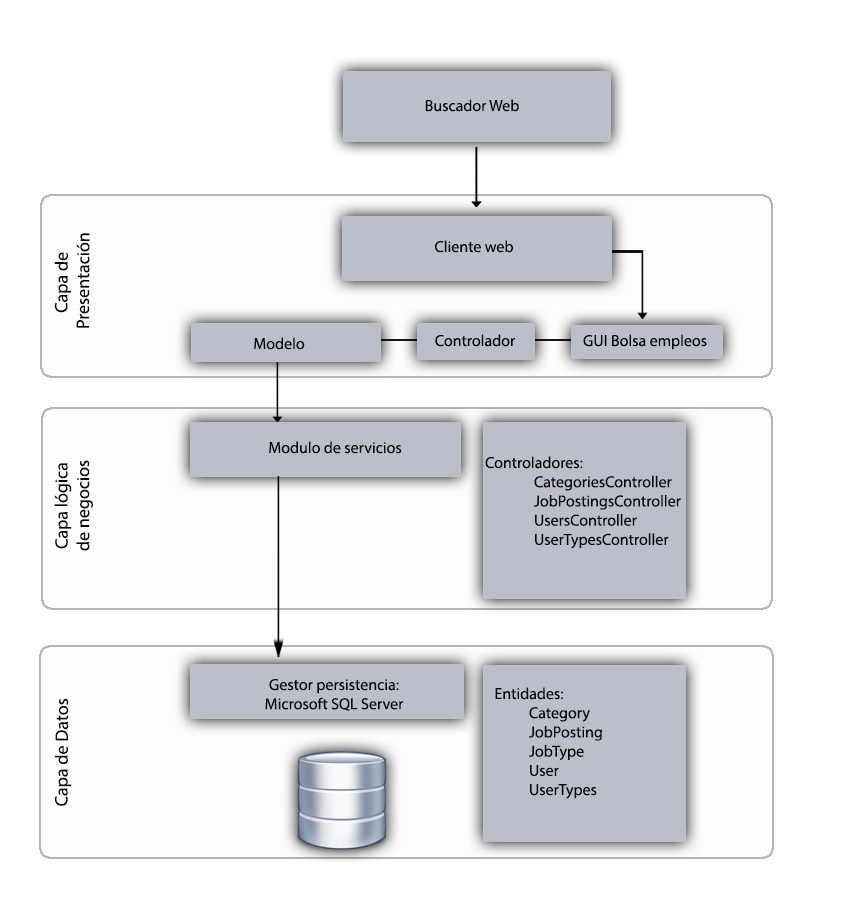 Buscador Web
Capa de
Presentación
Cliente web
Modelo
Controlador
GUI Bolsa empleos
Capa lógica
de negocios
Modulo de servicios
Controladores:
CategoriesController
JobPostingsController
UsersController
UserTypesController
Capa de Datos
Gestor persistencia:
Microsoft SQL Server
Entidades:
Category
JobPosting
JobType
User
UserTypes